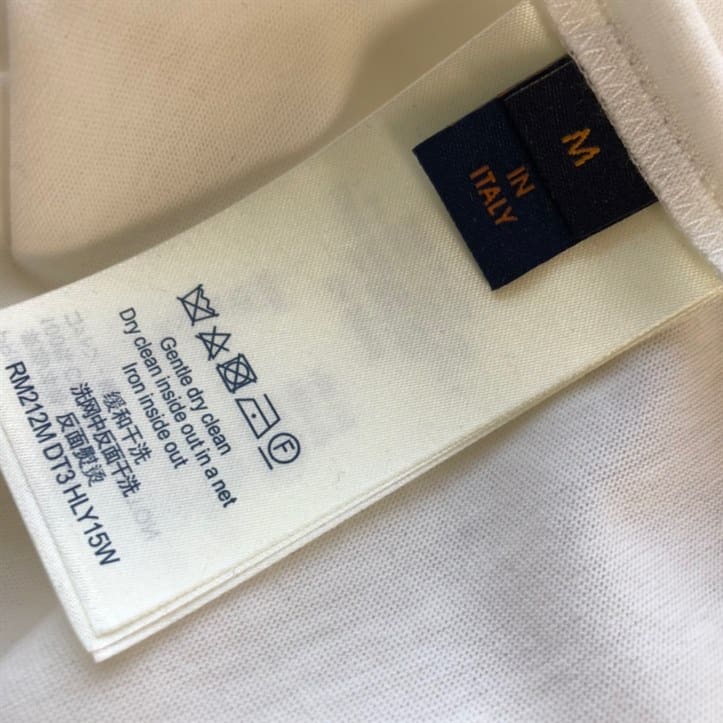 M
IN
ITALY
F
Gentle dry clean
Dry clean inside out in a net
Iron inside out
缓和干洗
洗网中反面干洗
反面熨烫
RM212M DT3 HLY15W